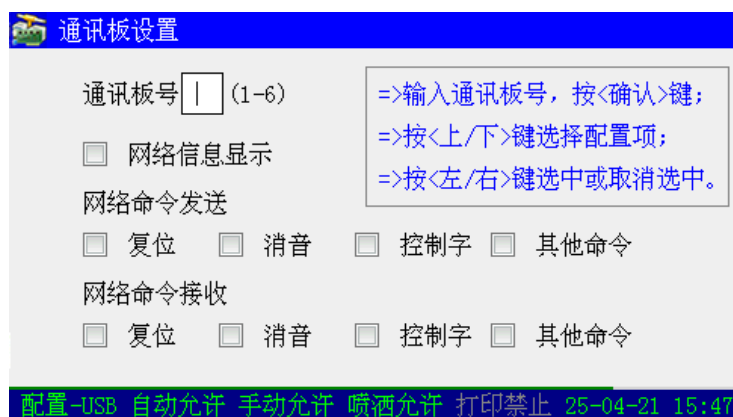 通讯板设置
通讯板号 (1-6)
=>输入通讯板号，按<确认>键；
=>按<上/下>键选择配置项；
=>按<左/右>键选中或取消选中。
网络信息显示
网络命令发送
复位 消音 控制字 其他命令
网络命令接收
复位 消音 控制字 其他命令
配置-USB 自动允许 手动允许 喷洒允许 打印禁止 25-04-21 15:47